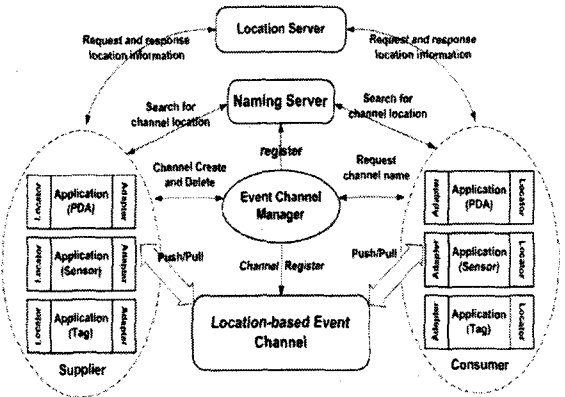 Location Server
Request and response
location information
Request and response
location information
Naming Server
Search for
channel location
Search for
channel location
register
Channel Create
and Delete
Request
channel name
Event Channel
Manager
Locator
Application
(PDA)
Adapter
Locator
Application
(Sensor)
Adapter
Locator
Application
(Tag)
Adapter
Supplier
Push/Pull
Channel Register
Push/Pull
Location-based Event
Channel
Adapter
Application
(PDA)
Locator
Adapter
Application
(Sensor)
Locator
Adapter
Application
(Tag)
Locator
Consumer